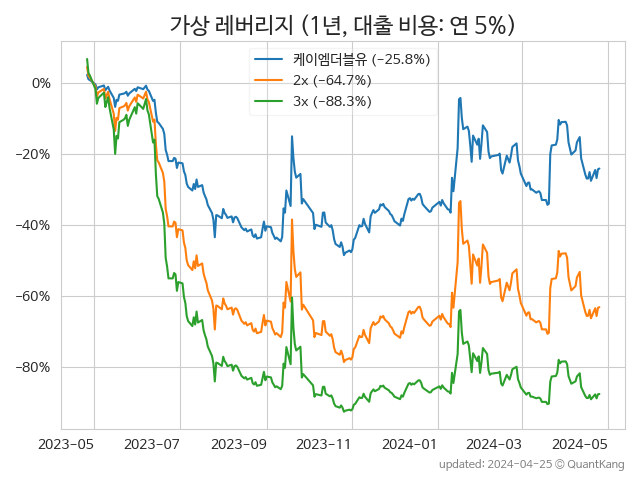 가상 레버리지 (1년, 대출 비용: 연 5%)
케이엠더블유 (−25.8%)
2x (−64.7%)
3x (−88.3%)
0%
−20%
−40%
−60%
−80%
2023-05 2023-07 2023-09 2023-11 2024-01 2024-03 2024-05
updated: 2024-04-25 © QuantKang